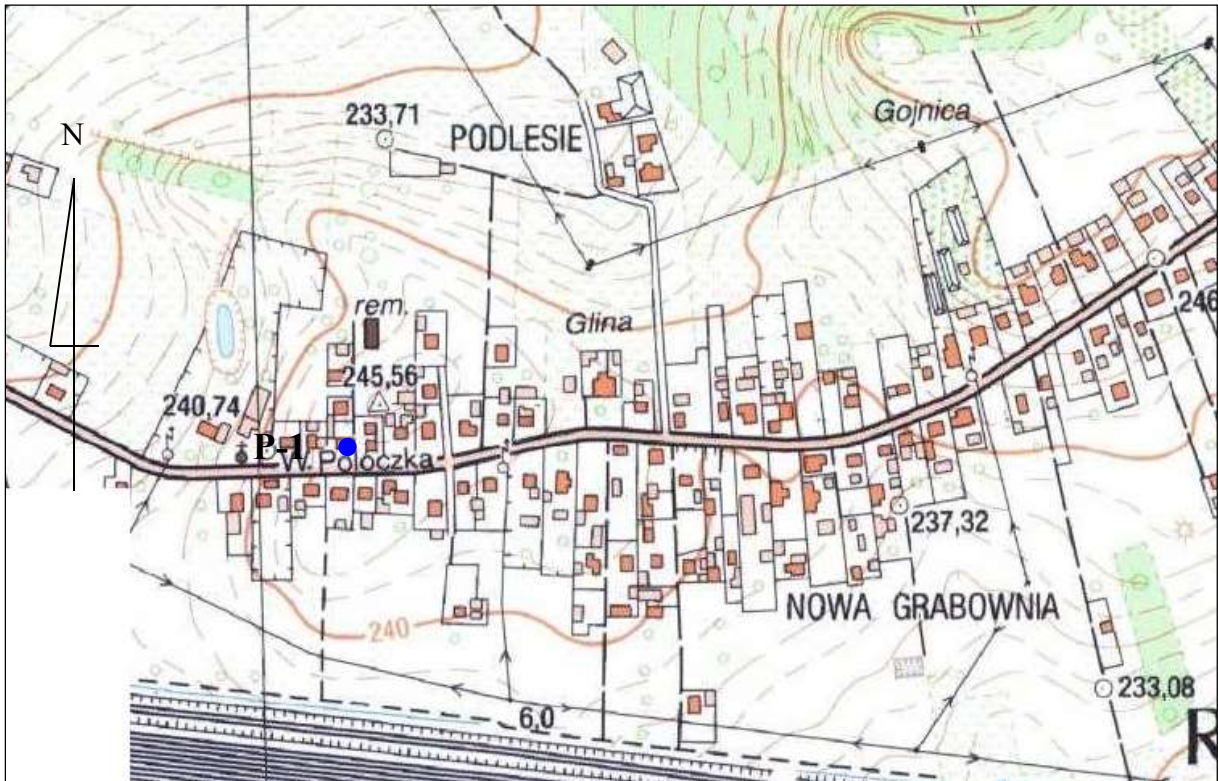 233,71
PODLESIE
Gojnica
N
rem.
Glina
246
245,56
240,74
P-1
W. Połoczka
237,32
NOWA GRABOWNIA
240
233,08
6,0
R